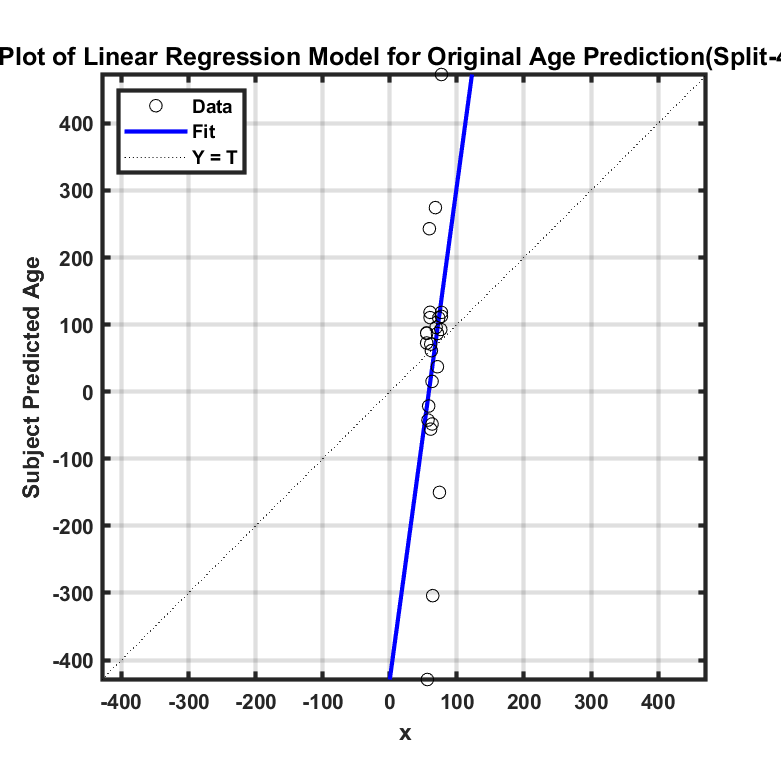 Plot of Linear Regression Model for Original Age Prediction(Split-4
Data
Fit
Y = T
400
300
200
100
0
-100
-200
-300
-400
Subject Predicted Age
-400 -300 -200 -100 0 100 200 300 400
x